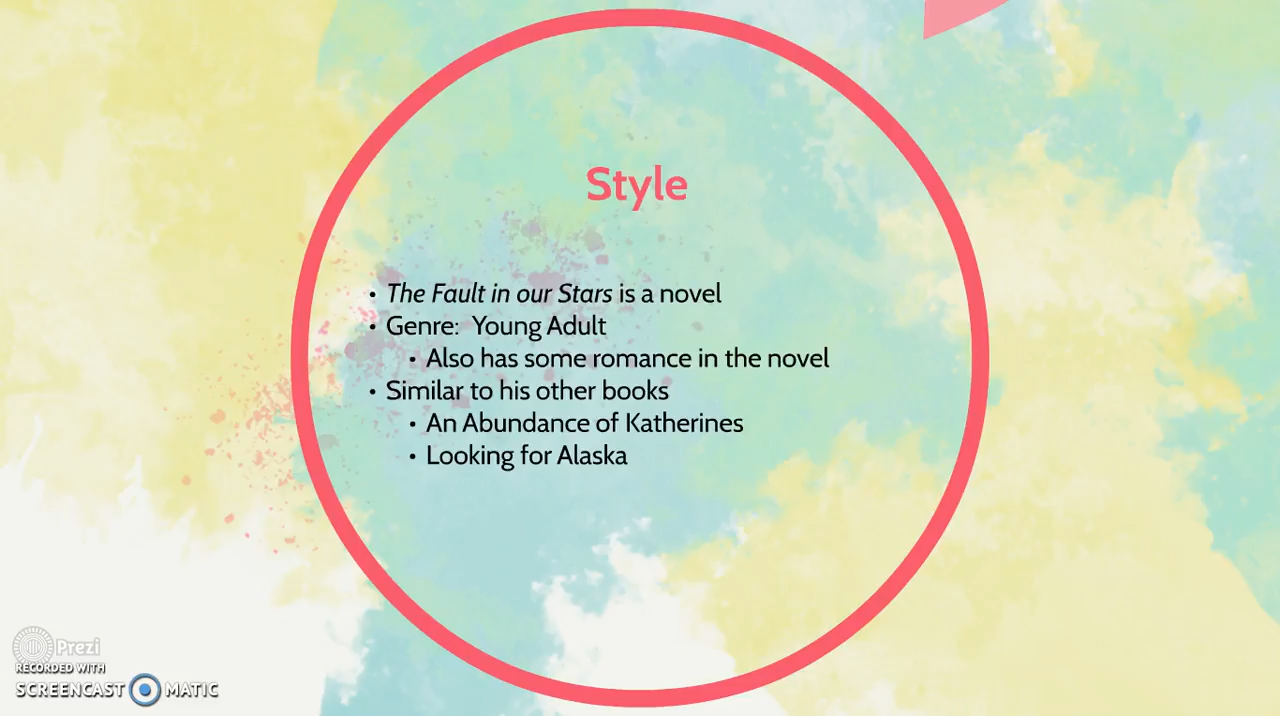 Style
• The Fault in our Stars is a novel
• Genre:  Young Adult
• Also has some romance in the novel
• Similar to his other books
• An Abundance of Katherines
• Looking for Alaska
Prezi
RECORDED WITH
SCREENCAST MATIC